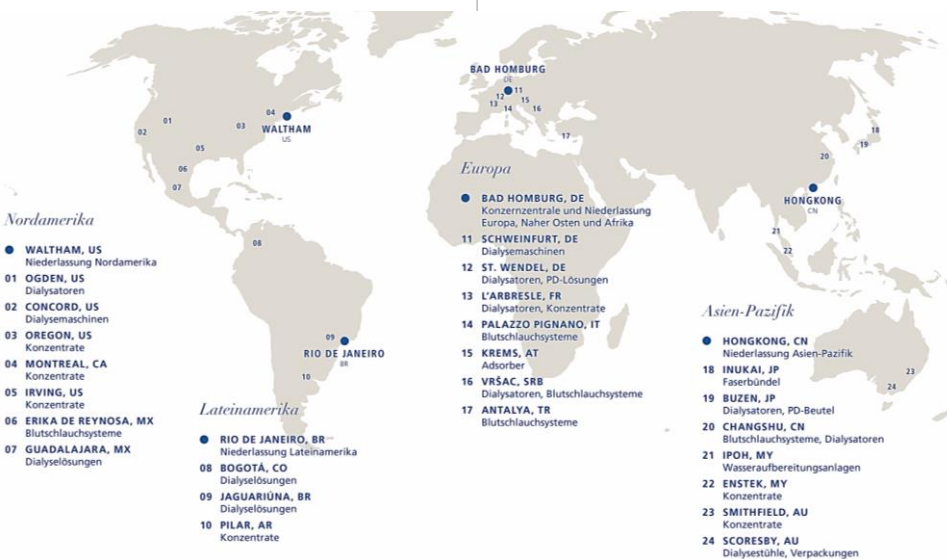 BAD HOMBURG
DE
12
11
13
15
14
16
17
04
01
02
03
WALTHAM
US
05
06
07
18
19
20
HONGKONG
CN
21
22
08
09
RIO DE JANEIRO
BR
10
23
24
Nordamerika
WALTHAM, US
Niederlassung Nordamerika
01 OGDEN, US
Dialysatoren
02 CONCORD, US
Dialysemaschinen
03 OREGON, US
Konzentrate
04 MONTREAL, CA
Konzentrate
05 IRVING, US
Konzentrate
06 ERIKA DE REYNOSA, MX
Blutschlauchsysteme
07 GUADALAJARA, MX
Dialyselösungen
Lateinamerika
RIO DE JANEIRO, BR
Niederlassung Lateinamerika
08 BOGOTÁ, CO
Dialyselösungen
09 JAGUARIÚNA, BR
Dialyselösungen
10 PILAR, AR
Konzentrate
Europa
BAD HOMBURG, DE
Konzernzentrale und Niederlassung
Europa, Naher Osten und Afrika
11 SCHWEINFURT, DE
Dialysemaschinen
12 ST. WENDEL, DE
Dialysatoren, PD-Lösungen
13 L'ARBRESLE, FR
Dialysatoren, Konzentrate
14 PALAZZO PIGNANO, IT
Blutschlauchsysteme
15 KREMS, AT
Adsorber
16 VRŠAC, SRB
Dialysatoren, Blutschlauchsysteme
17 ANTALYA, TR
Blutschlauchsysteme
Asien-Pazifik
HONGKONG, CN
Niederlassung Asien-Pazifik
18 INUKAI, JP
Faserbündel
19 BUZEN, JP
Dialysatoren, PD-Beutel
20 CHANGSHU, CN
Blutschlauchsysteme, Dialysatoren
21 IPOH, MY
Wasseraufbereitungsanlagen
22 ENSTEK, MY
Konzentrate
23 SMITHFIELD, AU
Konzentrate
24 SCORESBY, AU
Dialysestühle, Verpackungen